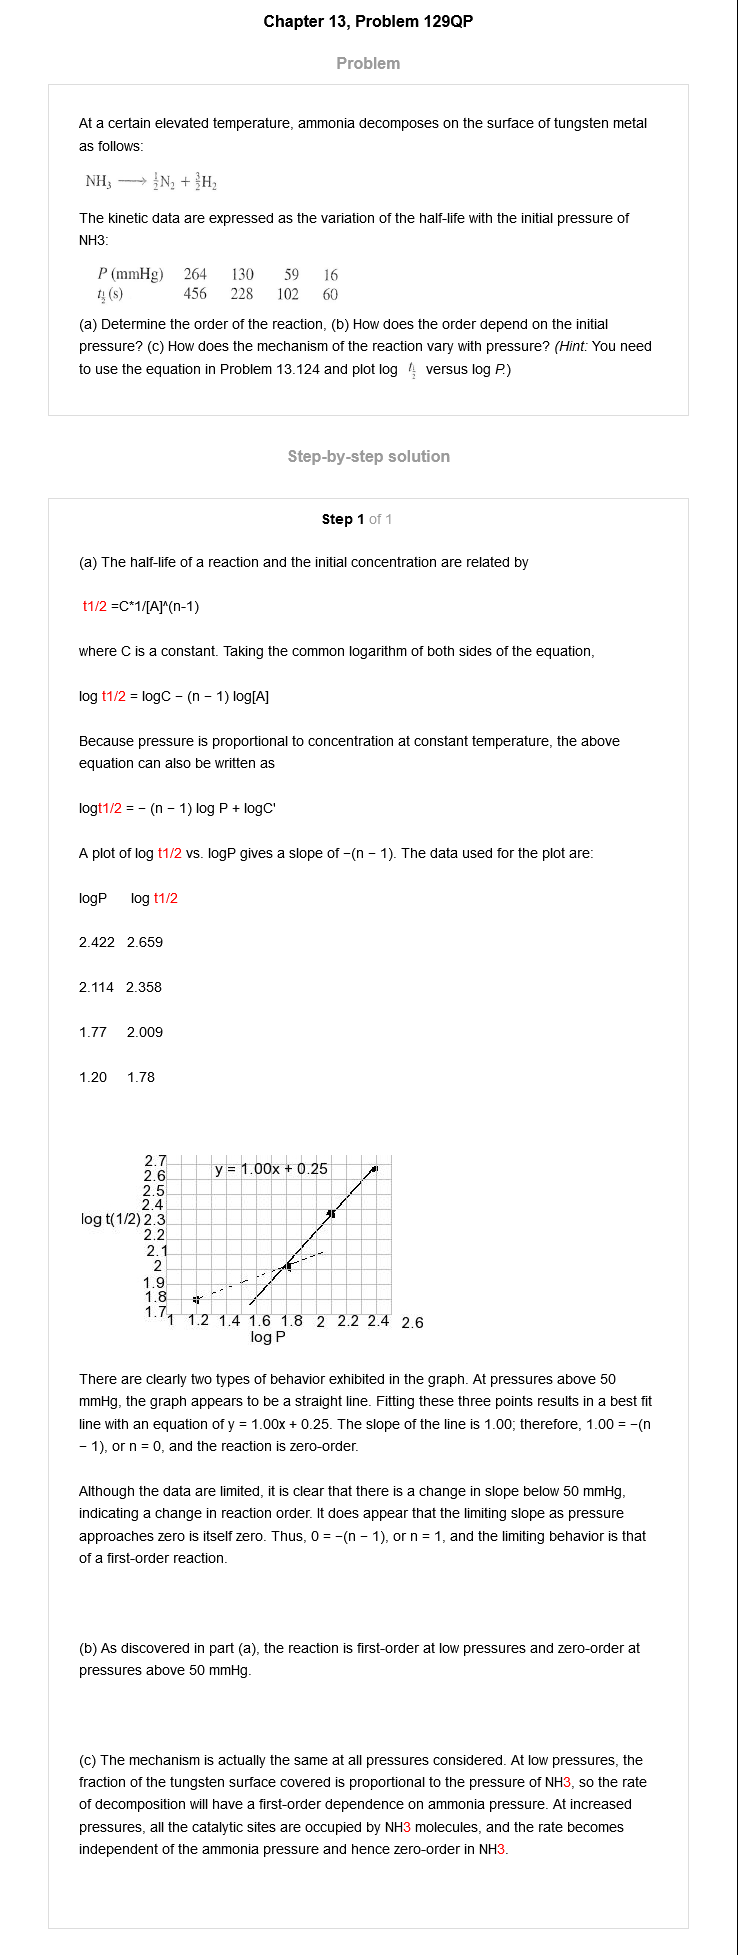 Chapter 13, Problem 129QP
Problem
At a certain elevated temperature, ammonia decomposes on the surface of tungsten metal
as follows:
NH₃ ⟶ ½N₂ + 3/2H₂
The kinetic data are expressed as the variation of the half-life with the initial pressure of
NH3:
P (mmHg) 264 130 59 16
t½ (s) 456 228 102 60
(a) Determine the order of the reaction, (b) How does the order depend on the initial
pressure? (c) How does the mechanism of the reaction vary with pressure? (Hint: You need
to use the equation in Problem 13.124 and plot log t½ versus log P.)
Step-by-step solution
Step 1 of 1
(a) The half-life of a reaction and the initial concentration are related by
t1/2 =C*1/[A]^(n-1)
where C is a constant. Taking the common logarithm of both sides of the equation,
log t1/2 = logC − (n − 1) log[A]
Because pressure is proportional to concentration at constant temperature, the above
equation can also be written as
logt1/2 = − (n − 1) log P + logC'
A plot of log t1/2 vs. logP gives a slope of −(n − 1). The data used for the plot are:
logP log t1/2
2.422 2.659
2.114 2.358
1.77 2.009
1.20 1.78
y = 1.00x + 0.25
2.7
2.6
2.5
2.4
log t(1/2) 2.3
2.2
2.1
2
1.9
1.8
1.7
1 1.2 1.4 1.6 1.8 2 2.2 2.4 2.6
log P
There are clearly two types of behavior exhibited in the graph. At pressures above 50
mmHg, the graph appears to be a straight line. Fitting these three points results in a best fit
line with an equation of y = 1.00x + 0.25. The slope of the line is 1.00; therefore, 1.00 = −(n
− 1), or n = 0, and the reaction is zero-order.
Although the data are limited, it is clear that there is a change in slope below 50 mmHg,
indicating a change in reaction order. It does appear that the limiting slope as pressure
approaches zero is itself zero. Thus, 0 = −(n − 1), or n = 1, and the limiting behavior is that
of a first-order reaction.
(b) As discovered in part (a), the reaction is first-order at low pressures and zero-order at
pressures above 50 mmHg.
(c) The mechanism is actually the same at all pressures considered. At low pressures, the
fraction of the tungsten surface covered is proportional to the pressure of NH3, so the rate
of decomposition will have a first-order dependence on ammonia pressure. At increased
pressures, all the catalytic sites are occupied by NH3 molecules, and the rate becomes
independent of the ammonia pressure and hence zero-order in NH3.